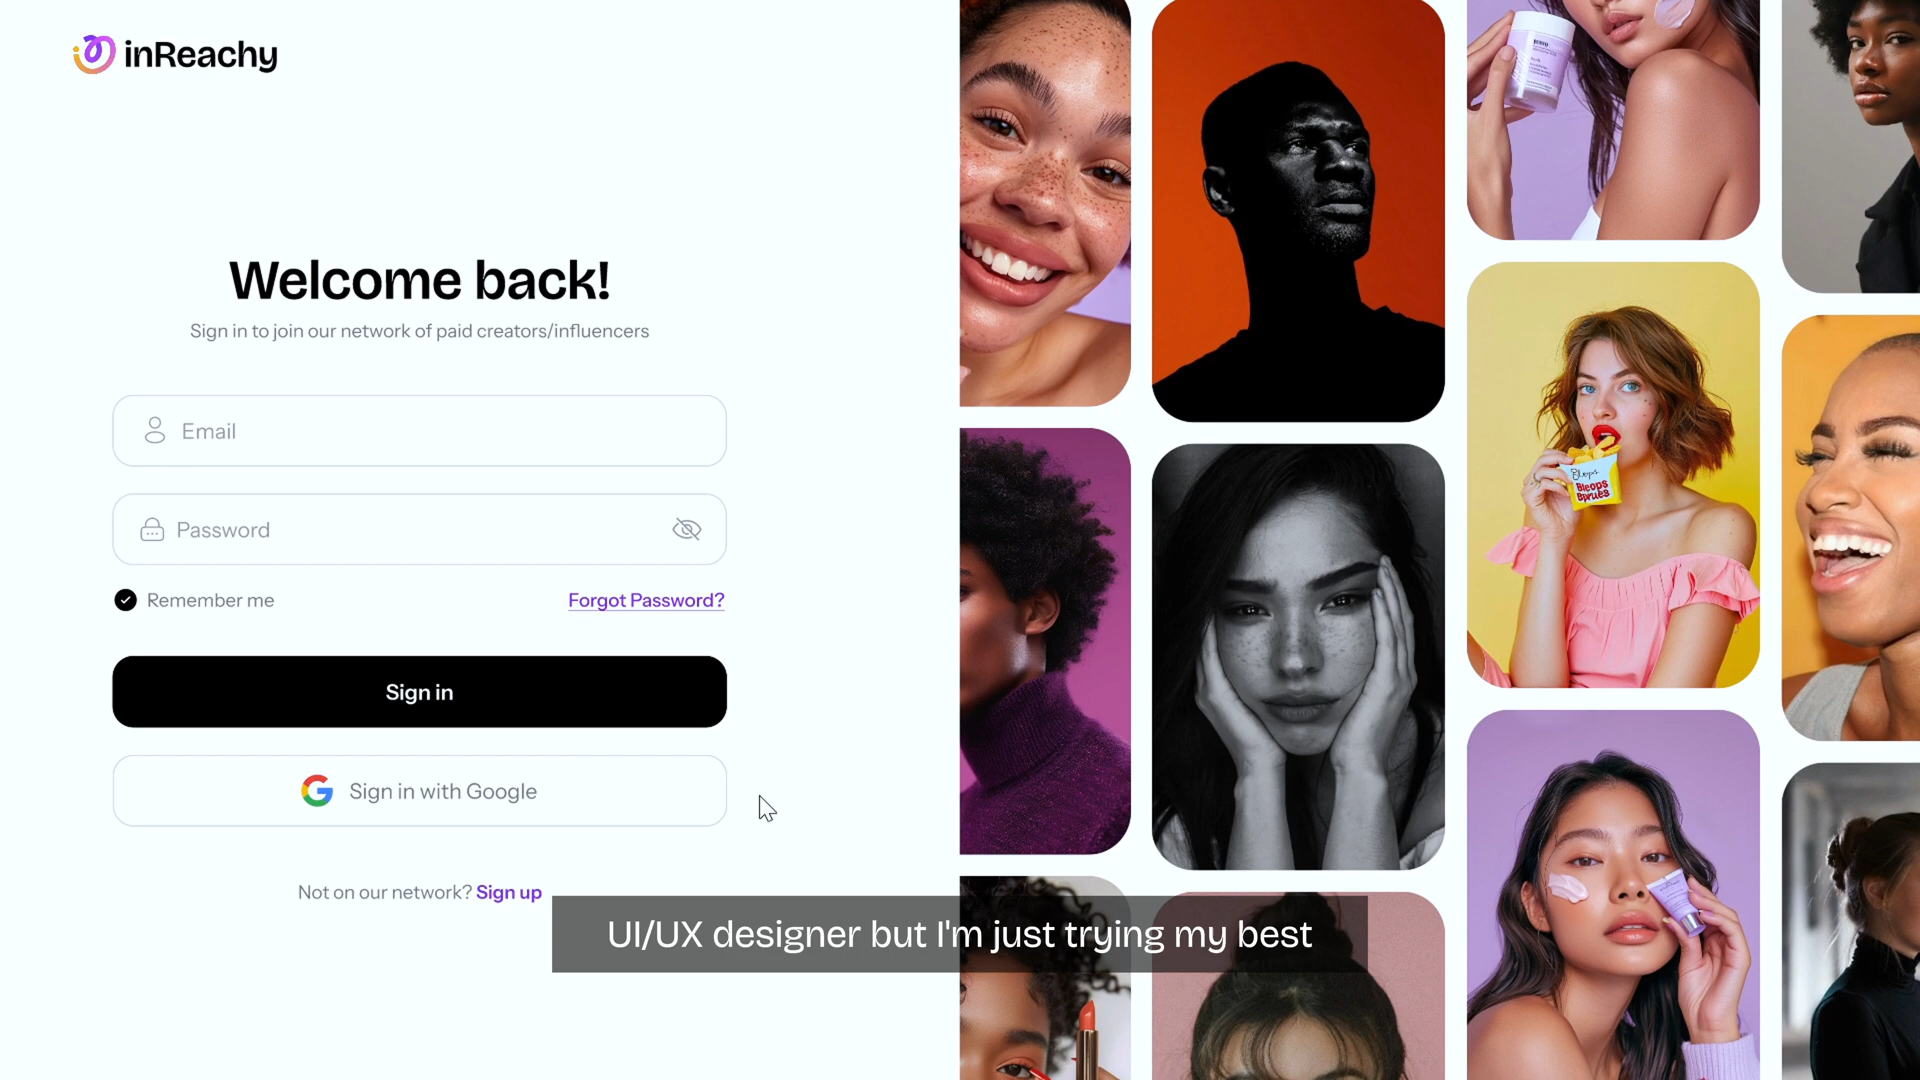 inReachy
Welcome back!
Sign in to join our network of paid creators/influencers
Email
Password
Remember me
Forgot Password?
Sign in
Sign in with Google
Not on our network? Sign up
Bleops
Bprues
UI/UX designer but I'm just trying my best